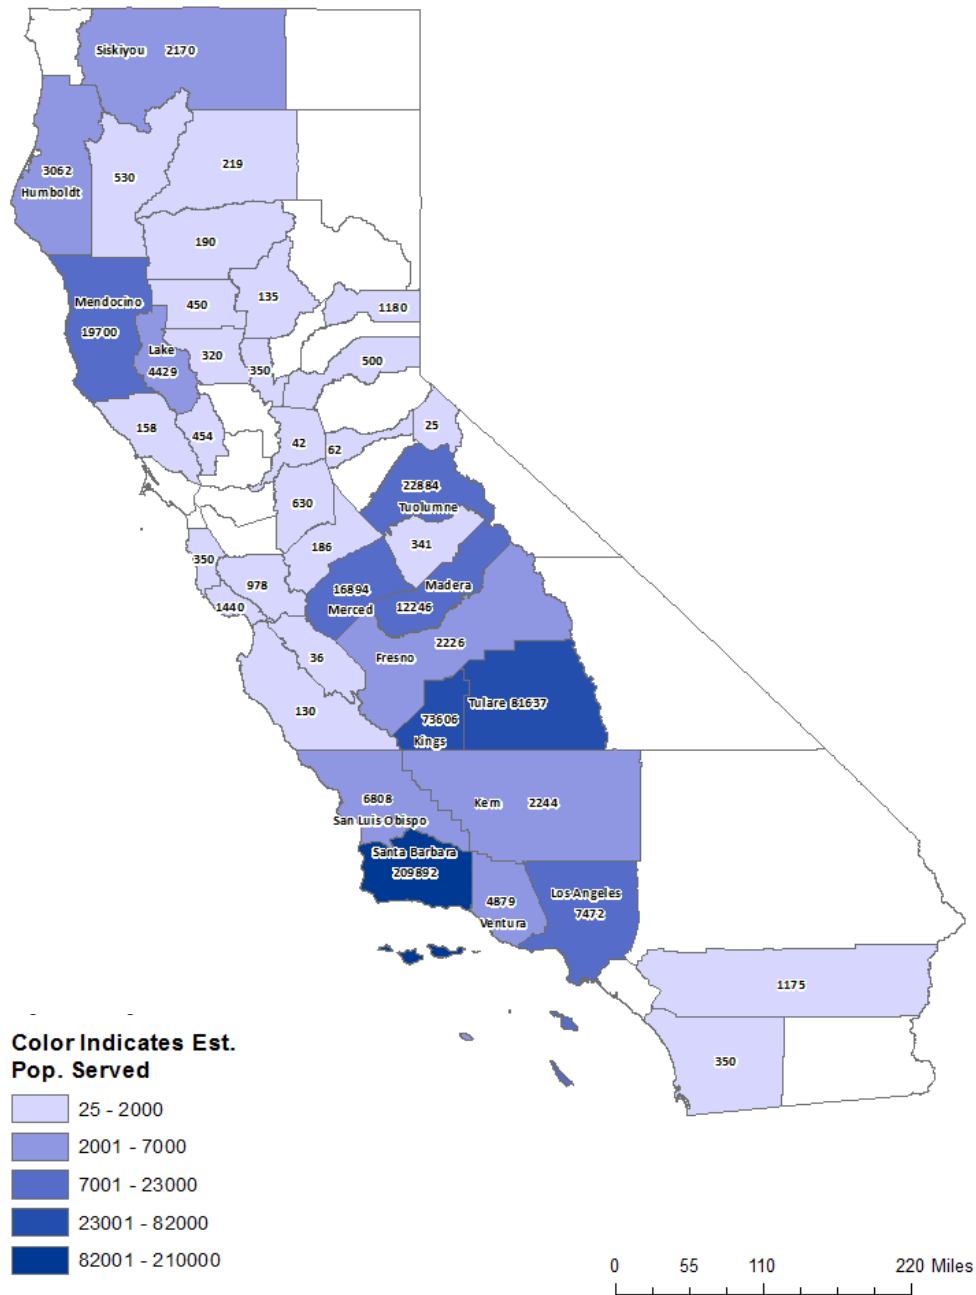 Siskiyou 2170
3062
Humboldt
530
219
190
Mendocino
19700
450
135
1180
Lake
4429
320
350
500
158
454
42
62
25
22884
Tuolumne
630
186
341
350
978
1440
16894
Merced
Madera
12246
2226
Fresno
36
130
73606
Kings
Tulare 81637
6808
San Luis Obispo
Kern 2244
Santa Barbara
209892
4879
Ventura
Los Angeles
7472
1175
350
Color Indicates Est.
Pop. Served
25 - 2000
2001 - 7000
7001 - 23000
23001 - 82000
82001 - 210000
0 55 110 220 Miles